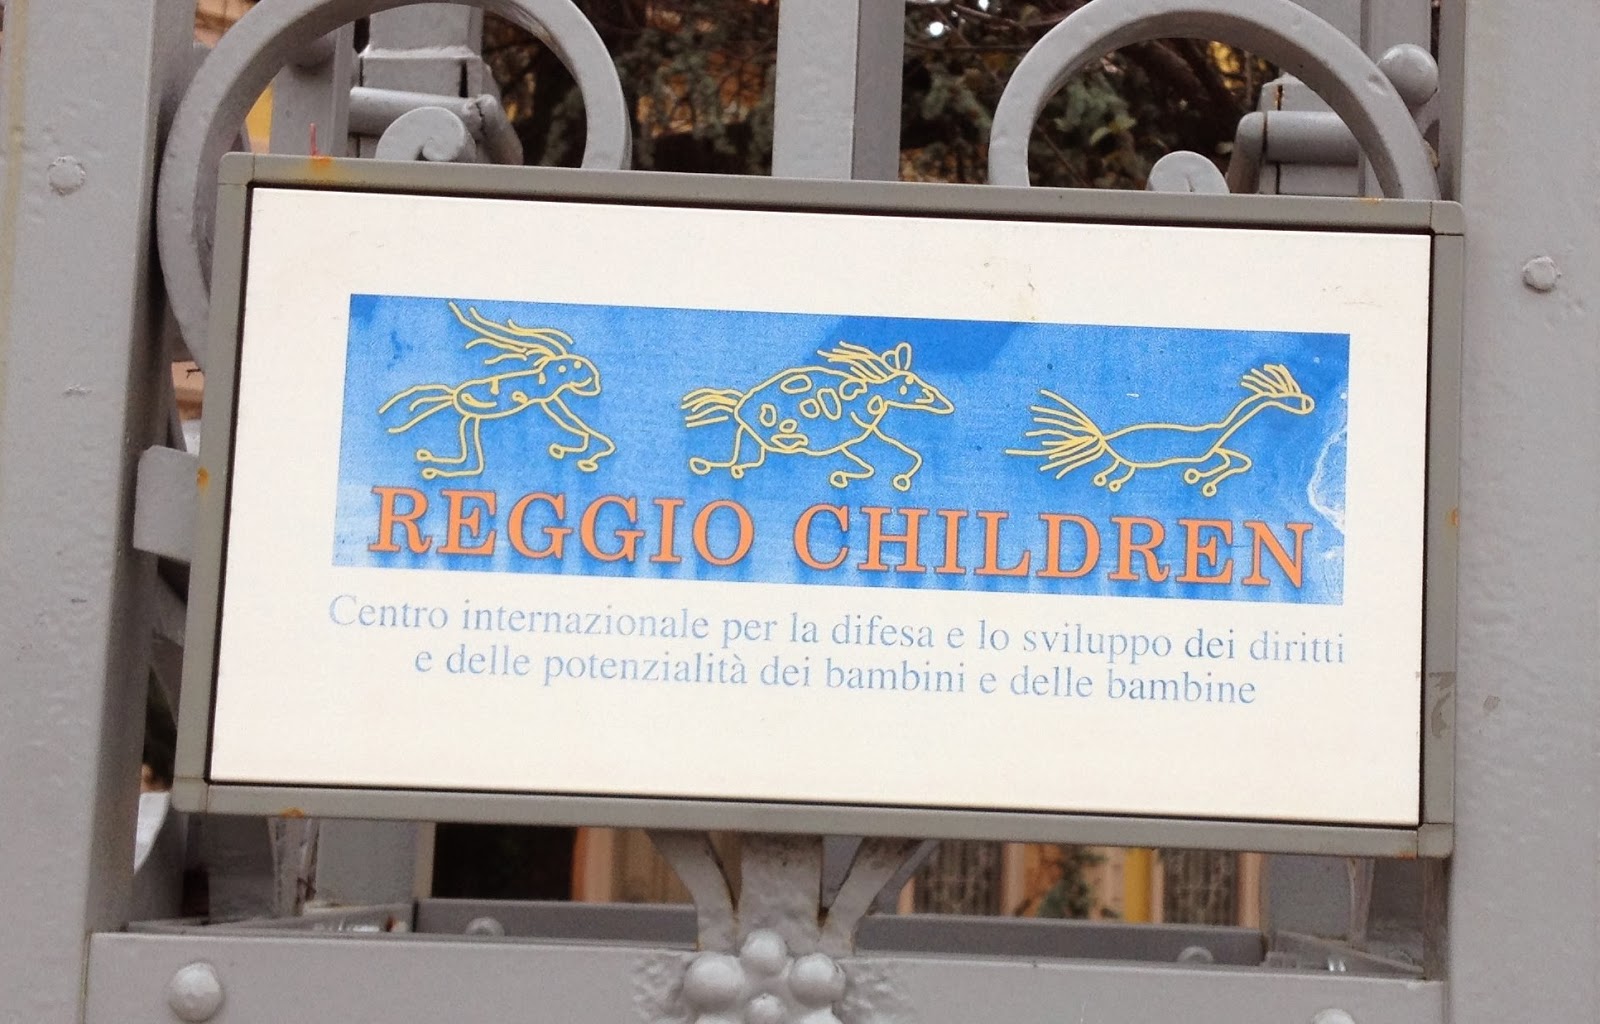 REGGIO CHILDREN
Centro internazionale per la difesa e lo sviluppo dei diritti
e delle potenzialità dei bambini e delle bambine